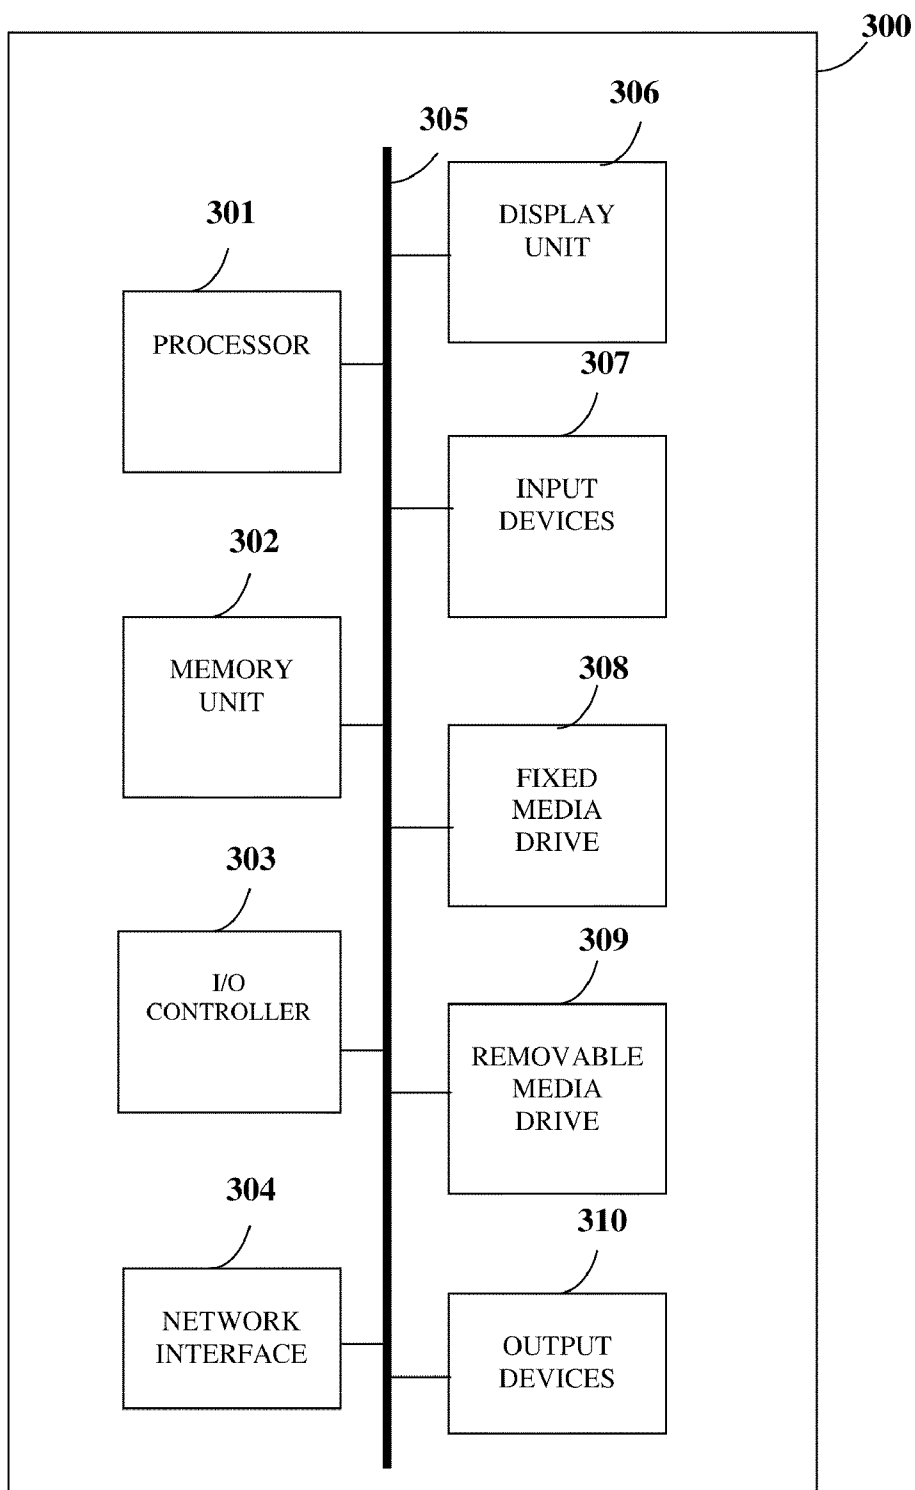 300
305
306
DISPLAY
UNIT
301
PROCESSOR
307
INPUT
DEVICES
302
MEMORY
UNIT
308
FIXED
MEDIA
DRIVE
303
I/O
CONTROLLER
309
REMOVABLE
MEDIA
DRIVE
304
NETWORK
INTERFACE
310
OUTPUT
DEVICES